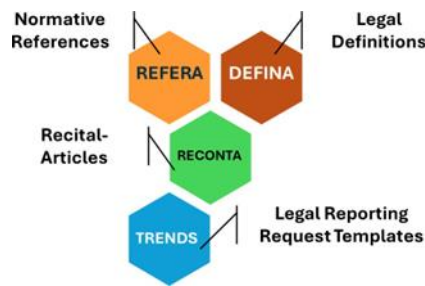 Normative
References
Legal
Definitions
REFERA
DEFINA
Recital-
Articles
RECONTA
Legal Reporting
Request Templates
TRENDS